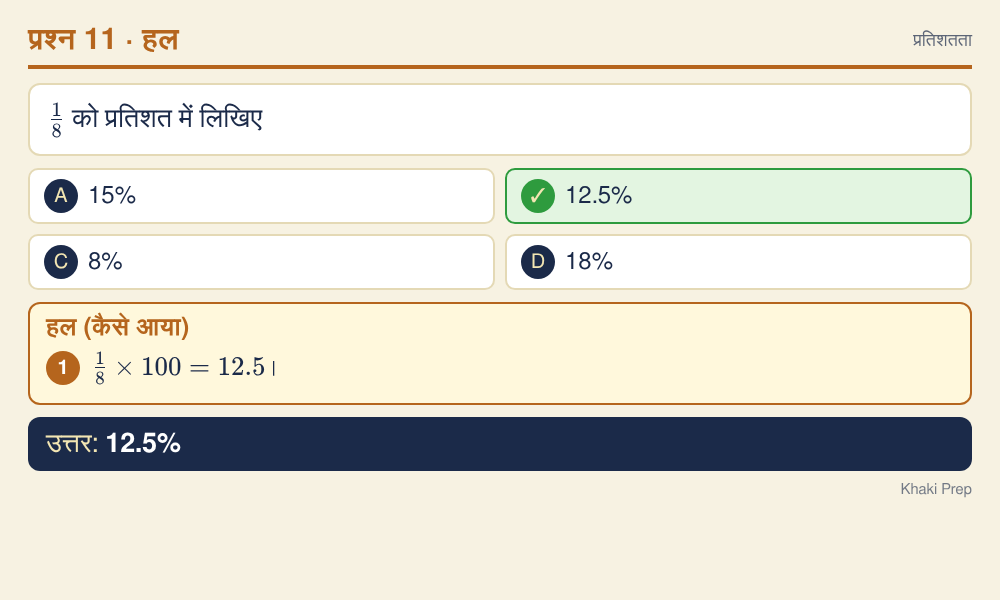 प्रश्न 11 · हल
प्रतिशतता
1/8 को प्रतिशत में लिखिए
A 15%
✓ 12.5%
C 8%
D 18%
हल (कैसे आया)
1 1/8 × 100 = 12.5।
उत्तर: 12.5%
Khaki Prep